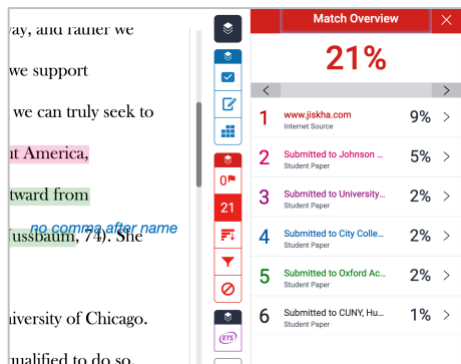 way, and rather we
we support
we can truly seek to
ut America,
tward from
no comma after name
Nussbaum, 74). She
niversity of Chicago.
qualified to do so.
0
21
ETS
Match Overview
21%
1 www.jiskha.com 9%
Internet Source
2 Submitted to Johnson ... 5%
Student Paper
3 Submitted to University... 2%
Student Paper
4 Submitted to City Colle... 2%
Student Paper
5 Submitted to Oxford Ac... 2%
Student Paper
6 Submitted to CUNY, Hu... 1%
Student Paper